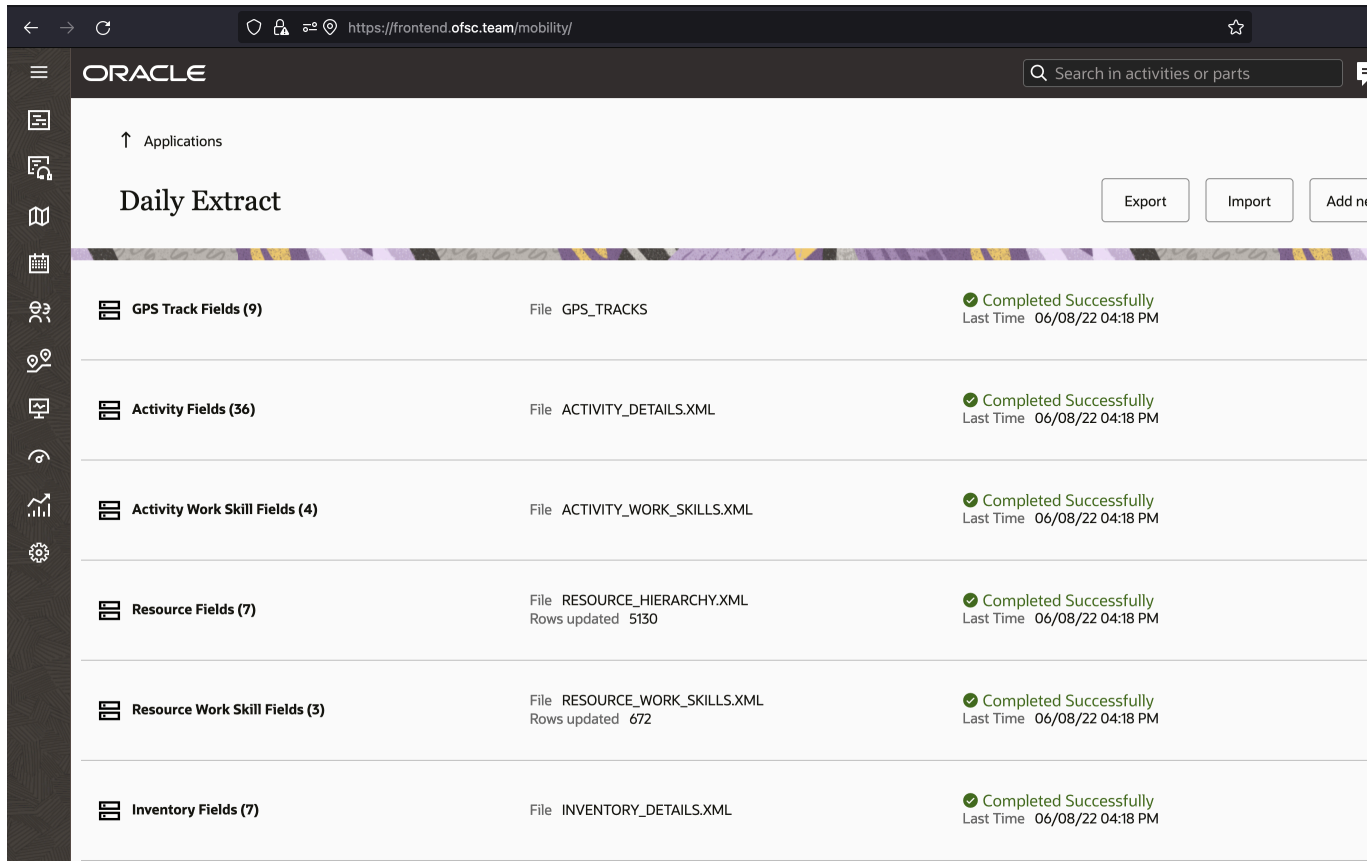 https://frontend.ofsc.team/mobility/
ORACLE
Search in activities or parts
Applications
Daily Extract
Export
Import
Add ne
GPS Track Fields (9)
File GPS_TRACKS
Completed Successfully
Last Time 06/08/22 04:18 PM
Activity Fields (36)
File ACTIVITY_DETAILS.XML
Completed Successfully
Last Time 06/08/22 04:18 PM
Activity Work Skill Fields (4)
File ACTIVITY_WORK_SKILLS.XML
Completed Successfully
Last Time 06/08/22 04:18 PM
Resource Fields (7)
File RESOURCE_HIERARCHY.XML
Rows updated 5130
Completed Successfully
Last Time 06/08/22 04:18 PM
Resource Work Skill Fields (3)
File RESOURCE_WORK_SKILLS.XML
Rows updated 672
Completed Successfully
Last Time 06/08/22 04:18 PM
Inventory Fields (7)
File INVENTORY_DETAILS.XML
Completed Successfully
Last Time 06/08/22 04:18 PM